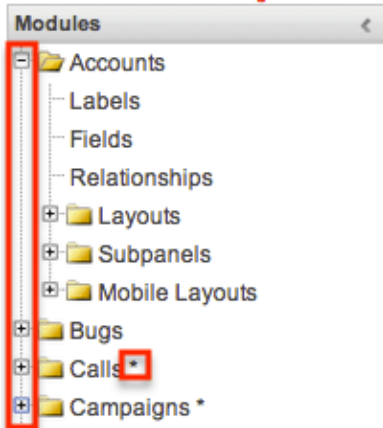 Modules
Accounts
Labels
Fields
Relationships
Layouts
Subpanels
Mobile Layouts
Bugs
Calls *
Campaigns *